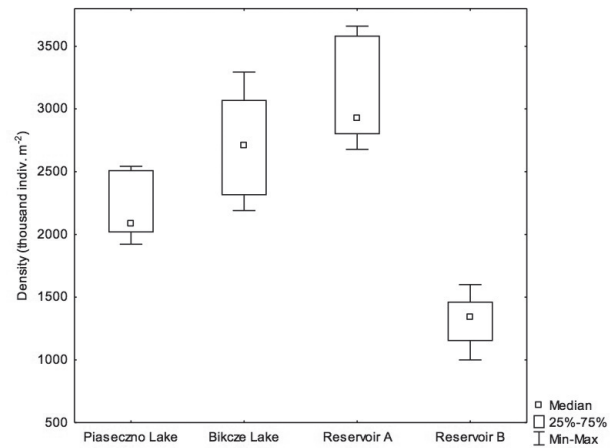 Density (thousand indiv. m-2)
3500
3000
2500
2000
1500
1000
500
Piaseczno Lake Bikcze Lake Reservoir A Reservoir B
Median
25%-75%
Min-Max